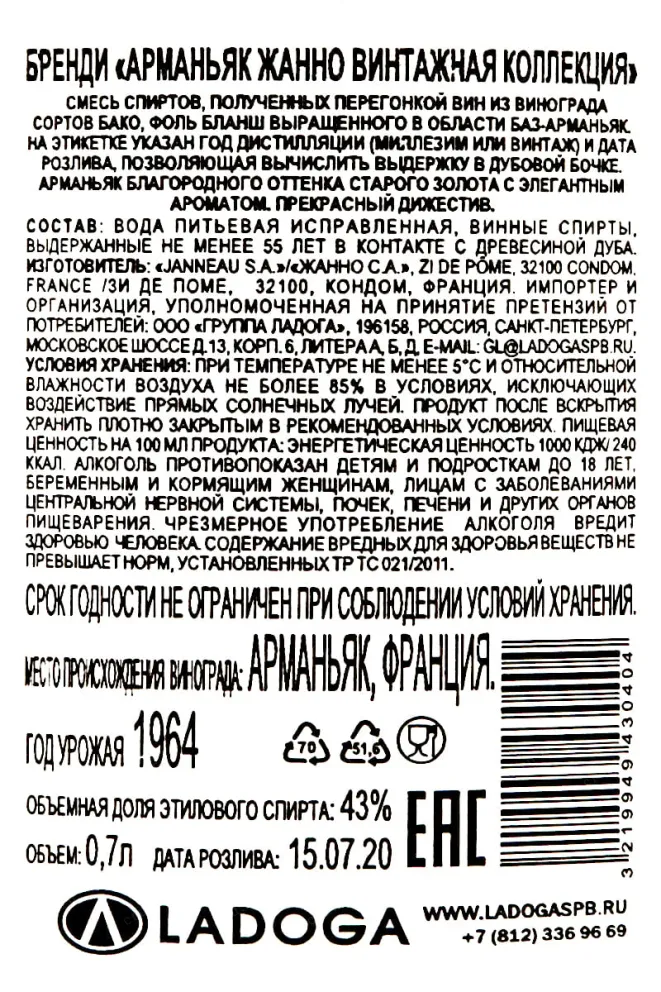 БРЕНДИ «АРМАНЬЯК ЖАННО ВИНТАЖНАЯ КОЛЛЕКЦИЯ»
СМЕСЬ СПИРТОВ, ПОЛУЧЕННЫХ ПЕРЕГОНКОЙ ВИН ИЗ ВИНОГРАДА
СОРТОВ БАКО, ФОЛЬ БЛАНШ ВЫРАЩЕННОГО В ОБЛАСТИ БАЗ-АРМАНЬЯК.
НА ЭТИКЕТКЕ УКАЗАН ГОД ДИСТИЛЛЯЦИИ (МИЛЛЕЗИМ ИЛИ ВИНТАЖ) И ДАТА
РОЗЛИВА, ПОЗВОЛЯЮЩАЯ ВЫЧИСЛИТЬ ВЫДЕРЖКУ В ДУБОВОЙ БОЧКЕ.
АРМАНЬЯК БЛАГОРОДНОГО ОТТЕНКА СТАРОГО ЗОЛОТА С ЭЛЕГАНТНЫМ
АРОМАТОМ. ПРЕКРАСНЫЙ ДИЖЕСТИВ.
СОСТАВ: ВОДА ПИТЬЕВАЯ ИСПРАВЛЕННАЯ, ВИННЫЕ СПИРТЫ,
ВЫДЕРЖАННЫЕ НЕ МЕНЕЕ 55 ЛЕТ В КОНТАКТЕ С ДРЕВЕСИНОЙ ДУБА.
ИЗГОТОВИТЕЛЬ: «JANNEAU S.A.»/«ЖАННО С.А.», ZI DE PÔME, 32100 CONDOM,
FRANCE /ЗИ ДЕ ПОМЕ, 32100, КОНДОМ, ФРАНЦИЯ. ИМПОРТЕР И
ОРГАНИЗАЦИЯ, УПОЛНОМОЧЕННАЯ НА ПРИНЯТИЕ ПРЕТЕНЗИЙ ОТ
ПОТРЕБИТЕЛЕЙ: ООО «ГРУППА ЛАДОГА», 196158, РОССИЯ, САНКТ-ПЕТЕРБУРГ,
МОСКОВСКОЕ ШОССЕ Д.13, КОРП. 6, ЛИТЕРА А, Б, Д, E-MAIL: GL@LADOGASPB.RU.
УСЛОВИЯ ХРАНЕНИЯ: ПРИ ТЕМПЕРАТУРЕ НЕ МЕНЕЕ 5°С И ОТНОСИТЕЛЬНОЙ
ВЛАЖНОСТИ ВОЗДУХА НЕ БОЛЕЕ 85% В УСЛОВИЯХ, ИСКЛЮЧАЮЩИХ
ВОЗДЕЙСТВИЕ ПРЯМЫХ СОЛНЕЧНЫХ ЛУЧЕЙ. ПРОДУКТ ПОСЛЕ ВСКРЫТИЯ
ХРАНИТЬ ПЛОТНО ЗАКРЫТЫМ В РЕКОМЕНДОВАННЫХ УСЛОВИЯХ. ПИЩЕВАЯ
ЦЕННОСТЬ НА 100 МЛ ПРОДУКТА: ЭНЕРГЕТИЧЕСКАЯ ЦЕННОСТЬ 1000 КДЖ/ 240
ККАЛ. АЛКОГОЛЬ ПРОТИВОПОКАЗАН ДЕТЯМ И ПОДРОСТКАМ ДО 18 ЛЕТ,
БЕРЕМЕННЫМ И КОРМЯЩИМ ЖЕНЩИНАМ, ЛИЦАМ С ЗАБОЛЕВАНИЯМИ
ЦЕНТРАЛЬНОЙ НЕРВНОЙ СИСТЕМЫ, ПОЧЕК, ПЕЧЕНИ И ДРУГИХ ОРГАНОВ
ПИЩЕВАРЕНИЯ. ЧРЕЗМЕРНОЕ УПОТРЕБЛЕНИЕ АЛКОГОЛЯ ВРЕДИТ
ЗДОРОВЬЮ ЧЕЛОВЕКА. СОДЕРЖАНИЕ ВРЕДНЫХ ДЛЯ ЗДОРОВЬЯ ВЕЩЕСТВ НЕ
ПРЕВЫШАЕТ НОРМ, УСТАНОВЛЕННЫХ ТР ТС 021/2011.
СРОК ГОДНОСТИ НЕ ОГРАНИЧЕН ПРИ СОБЛЮДЕНИИ УСЛОВИЙ ХРАНЕНИЯ.
МЕСТО ПРОИСХОЖДЕНИЯ ВИНОГРАДА: АРМАНЬЯК, ФРАНЦИЯ.
ГОД УРОЖАЯ 1964
70 51,6
ОБЪЕМНАЯ ДОЛЯ ЭТИЛОВОГО СПИРТА: 43%
EAC
ОБЪЕМ: 0,7Л ДАТА РОЗЛИВА: 15.07.20
3 219949 430404
LADOGA
WWW.LADOGASPB.RU
+7 (812) 336 96 69